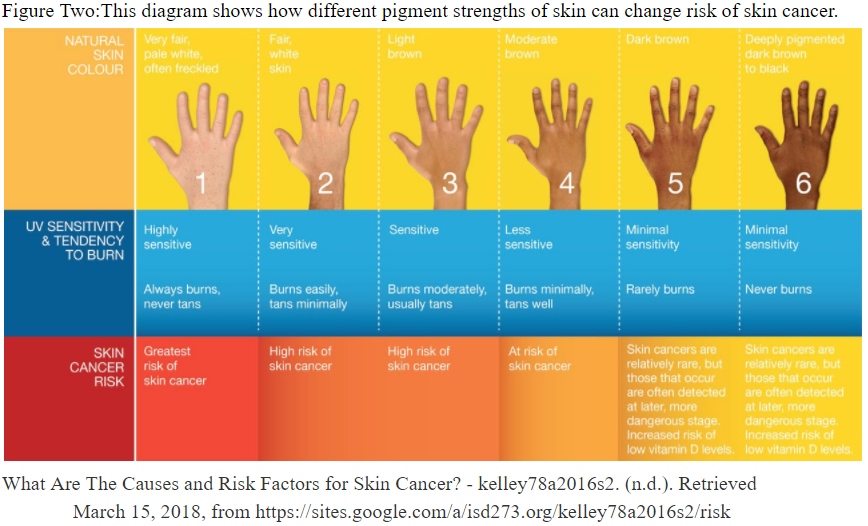 Figure Two:This diagram shows how different pigment strengths of skin can change risk of skin cancer.
NATURAL
SKIN
COLOUR
Very fair,
pale white,
often freckled
Fair,
white
skin
Light
brown
Moderate
brown
Dark brown
Deeply pigmented
dark brown
to black
1
2
3
4
5
6
UV SENSITIVITY
& TENDENCY
TO BURN
Highly
sensitive
Always burns,
never tans
Very
sensitive
Burns easily,
tans minimally
Sensitive
Burns moderately,
usually tans
Less
sensitive
Burns minimally,
tans well
Minimal
sensitivity
Rarely burns
Minimal
sensitivity
Never burns
SKIN
CANCER
RISK
Greatest
risk of
skin cancer
High risk of
skin cancer
High risk of
skin cancer
At risk of
skin cancer
Skin cancers are
relatively rare, but
those that occur
are often detected
at later, more
dangerous stage.
Increased risk of
low vitamin D levels.
Skin cancers are
relatively rare, but
those that occur
are often detected
at later, more
dangerous stage.
Increased risk of
low vitamin D levels.
What Are The Causes and Risk Factors for Skin Cancer? - kelley78a2016s2. (n.d.). Retrieved
March 15, 2018, from https://sites.google.com/a/isd273.org/kelley78a2016s2/risk